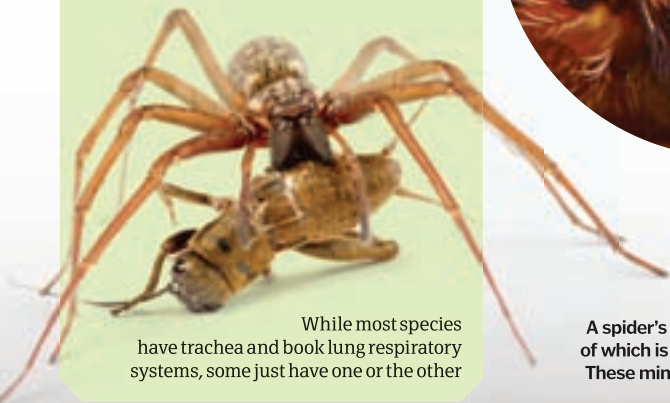 While most species
have trachea and book lung respiratory
systems, some just have one or the other
A spider's
of which is
These min